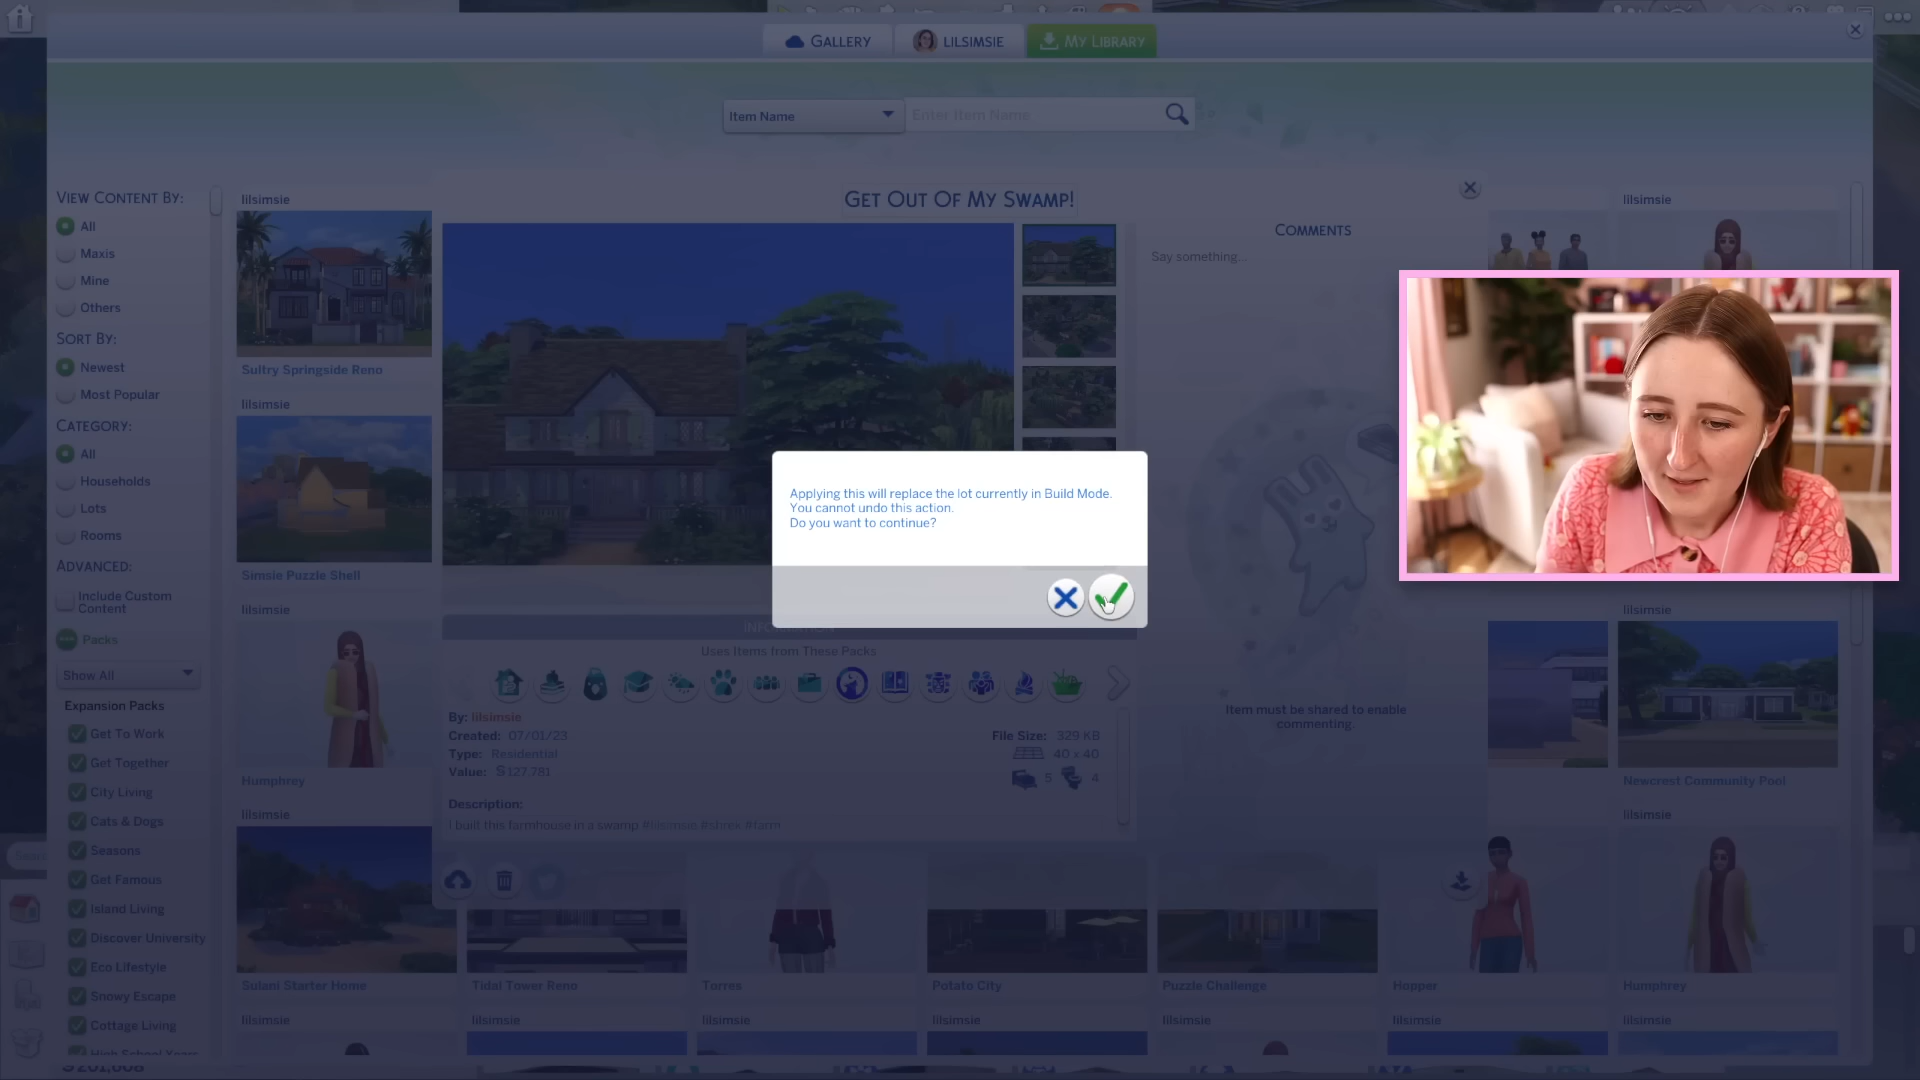 GALLERY
LILSIMSIE
MY LIBRARY
Item Name
Enter Item Name
VIEW CONTENT BY:
All
Maxis
Mine
Others
SORT BY:
Newest
Most Popular
CATEGORY:
All
Households
Lots
Rooms
ADVANCED:
Include Custom
Content
Packs
Show All
Expansion Packs
Get To Work
Get Together
City Living
Cats & Dogs
Seasons
Get Famous
Island Living
Discover University
Eco Lifestyle
Snowy Escape
Cottage Living
High School Years
lilsimsie
Sultry Springside Reno
lilsimsie
Simsie Puzzle Shell
lilsimsie
Humphrey
lilsimsie
Sulani Starter Home
lilsimsie
GET OUT OF MY SWAMP!
COMMENTS
Say something...
Applying this will replace the lot currently in Build Mode.
You cannot undo this action.
Do you want to continue?
INFORMATION
Uses Items from These Packs
By: lilsimsie
Created: 07/01/23
Type: Residential
Value: §127,781
File Size: 329 KB
40 x 40
5
4
Description:
I built this farmhouse in a swamp #lilsimsie #shrek #farm
Item must be shared to enable
commenting.
lilsimsie
lilsimsie
Newcrest Community Pool
lilsimsie
Tidal Tower Reno
Torres
Potato City
Puzzle Challenge
Hopper
Humphrey
lilsimsie
lilsimsie
lilsimsie
lilsimsie
lilsimsie
lilsimsie